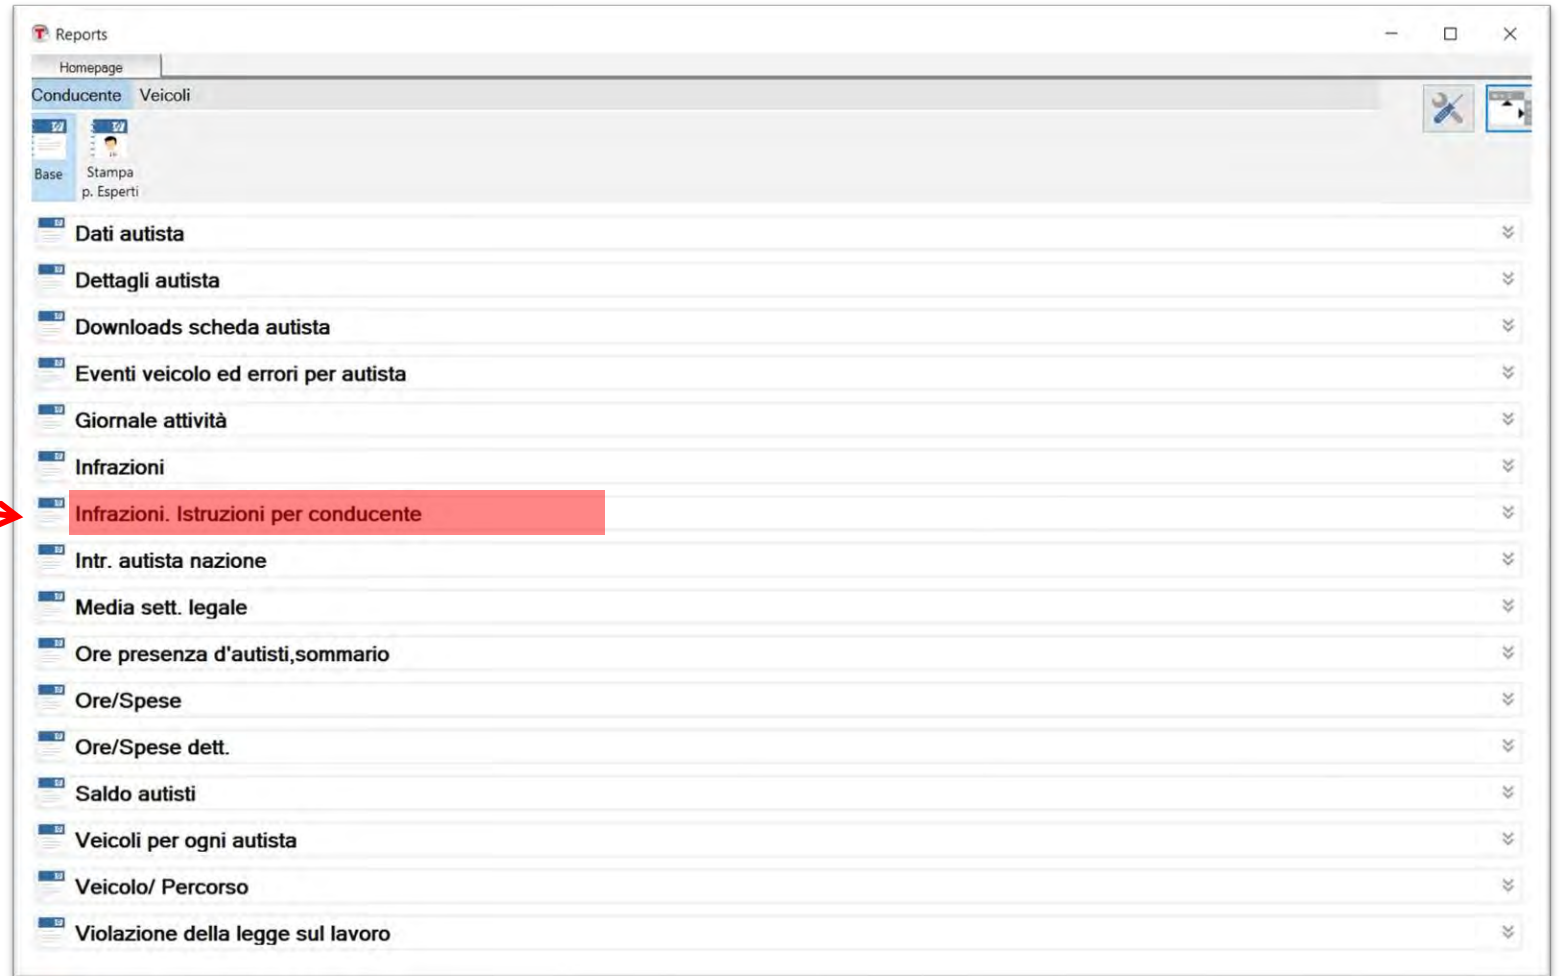 Reports
Homepage
Conducente Veicoli
Base
Stampa
p. Esperti
Dati autista
Dettagli autista
Downloads scheda autista
Eventi veicolo ed errori per autista
Giornale attività
Infrazioni
Infrazioni. Istruzioni per conducente
Intr. autista nazione
Media sett. legale
Ore presenza d'autisti,sommario
Ore/Spese
Ore/Spese dett.
Saldo autisti
Veicoli per ogni autista
Veicolo/ Percorso
Violazione della legge sul lavoro